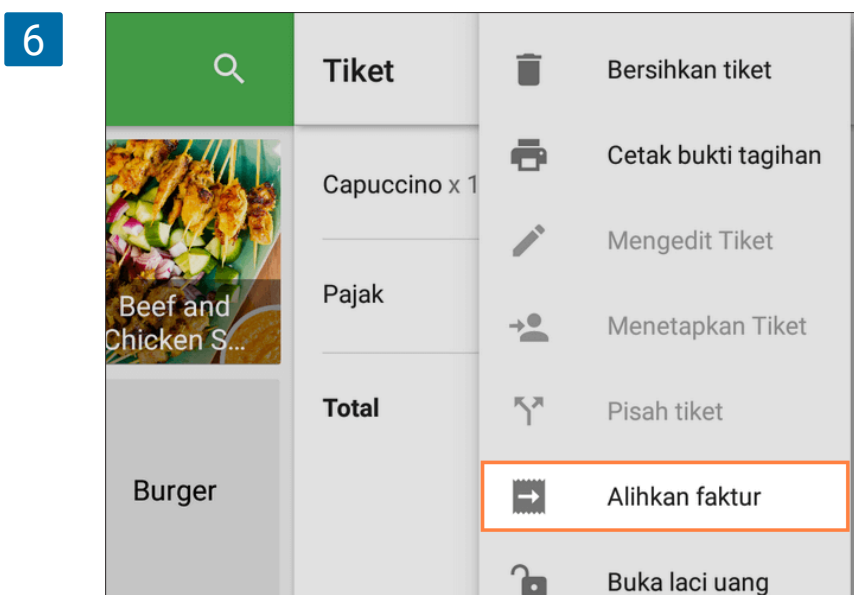 6
Tiket
Bersihkan tiket
Cetak bukti tagihan
Capuccino x 1
Mengedit Tiket
Beef and
Chicken S...
Pajak
Menetapkan Tiket
Total
Pisah tiket
Burger
Alihkan faktur
Buka laci uang